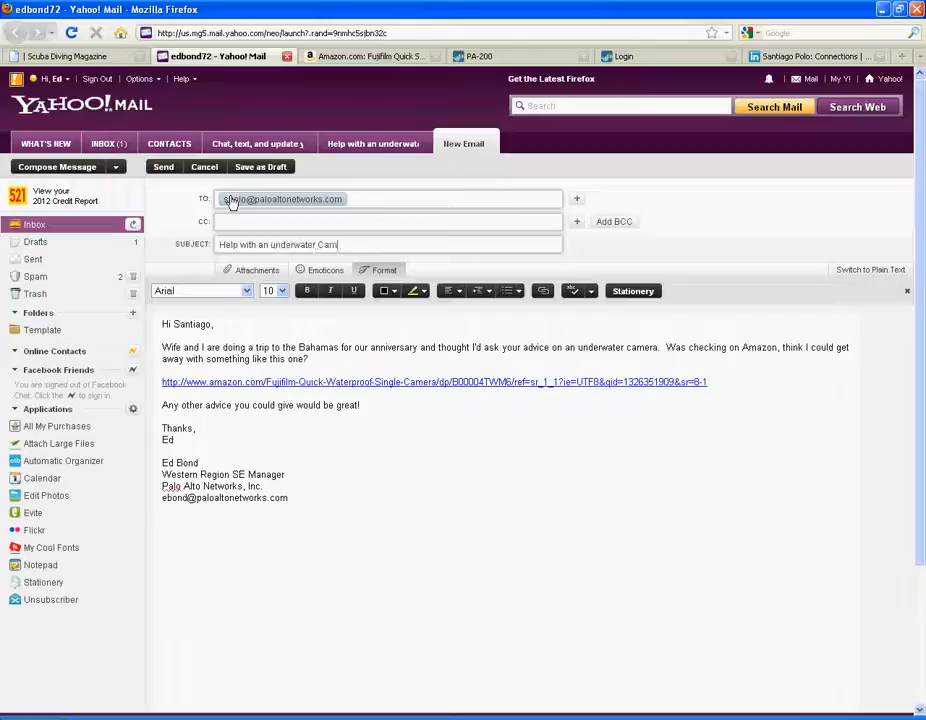 edbond72 - Yahoo! Mail - Mozilla Firefox
http://us.mg5.mail.yahoo.com/neo/launch?.rand=9nmhc5sjbn32c
Google
Scuba Diving Magazine
edbond72 - Yahoo! Mail
Amazon.com: Fujifilm Quick S...
PA-200
Login
Santiago Polo: Connections | ...
Hi, Ed
Sign Out
Options
Help
Get the Latest Firefox
Mail
My Y!
Yahoo!
YAHOO! MAIL
Search
Search Mail
Search Web
WHAT'S NEW
INBOX (1)
CONTACTS
Chat, text, and update y
Help with an underwat
New Email
Compose Message
Send
Cancel
Save as Draft
521
View your
2012 Credit Report
TO:
@paloaltonetworks.com
CC:
Add BCC
SUBJECT:
Help with an underwater Cam
Attachments
Emoticons
Format
Switch to Plain Text
Arial
10
B
I
U
Stationery
Inbox
Drafts
1
Sent
Spam
2
Trash
Folders
Template
Online Contacts
Facebook Friends
You are signed out of Facebook
Chat. Click the
to sign in.
Applications
All My Purchases
Attach Large Files
Automatic Organizer
Calendar
Edit Photos
Evite
Flickr
My Cool Fonts
Notepad
Stationery
Unsubscriber
Hi Santiago,
Wife and I are doing a trip to the Bahamas for our anniversary and thought I'd ask your advice on an underwater camera. Was checking on Amazon, think I could get
away with something like this one?
http://www.amazon.com/Fujifilm-Quick-Waterproof-Single-Camera/dp/B00004TWM6/ref=sr_1_1?ie=UTF8&qid=1326351909&sr=8-1
Any other advice you could give would be great!
Thanks,
Ed
Ed Bond
Western Region SE Manager
Palo Alto Networks, Inc.
ebond@paloaltonetworks.com